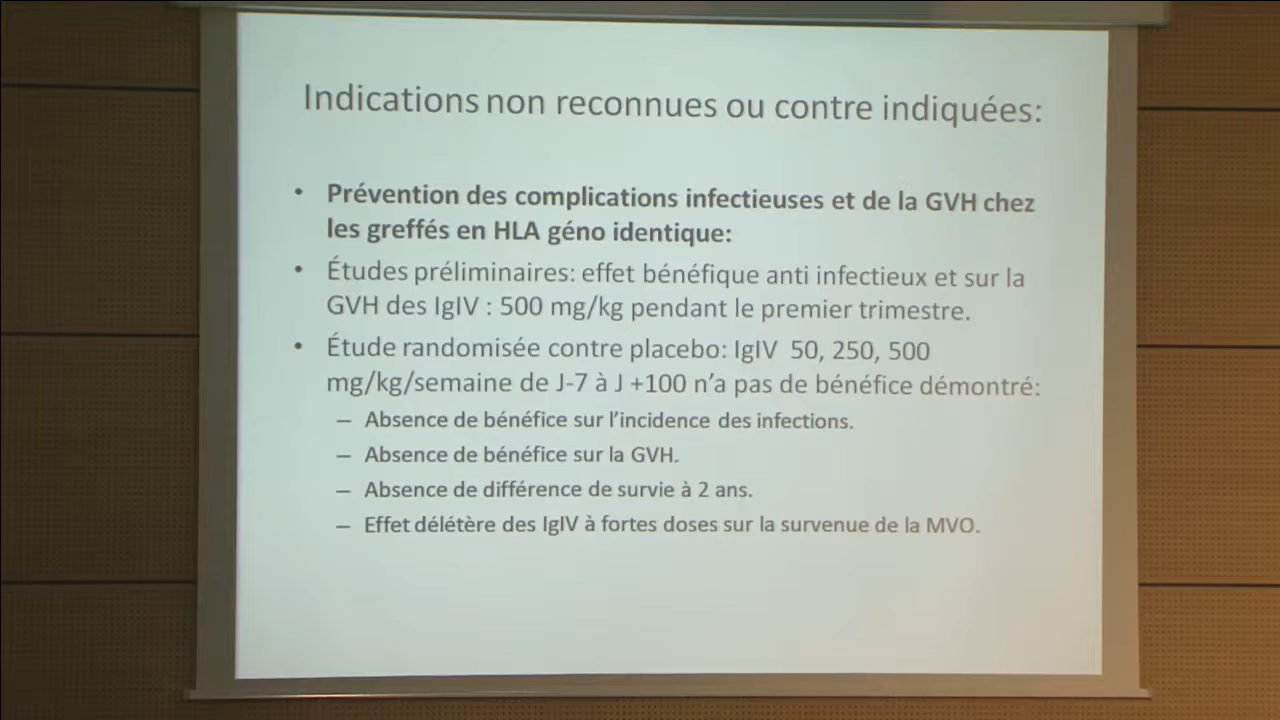 Indications non reconnues ou contre indiquées:
• Prévention des complications infectieuses et de la GVH chez
les greffés en HLA géno identique:
• Études préliminaires: effet bénéfique anti infectieux et sur la
GVH des IgIV : 500 mg/kg pendant le premier trimestre.
• Étude randomisée contre placebo: IgIV 50, 250, 500
mg/kg/semaine de J-7 à J +100 n'a pas de bénéfice démontré:
– Absence de bénéfice sur l'incidence des infections.
– Absence de bénéfice sur la GVH.
– Absence de différence de survie à 2 ans.
– Effet délétère des IgIV à fortes doses sur la survenue de la MVO.